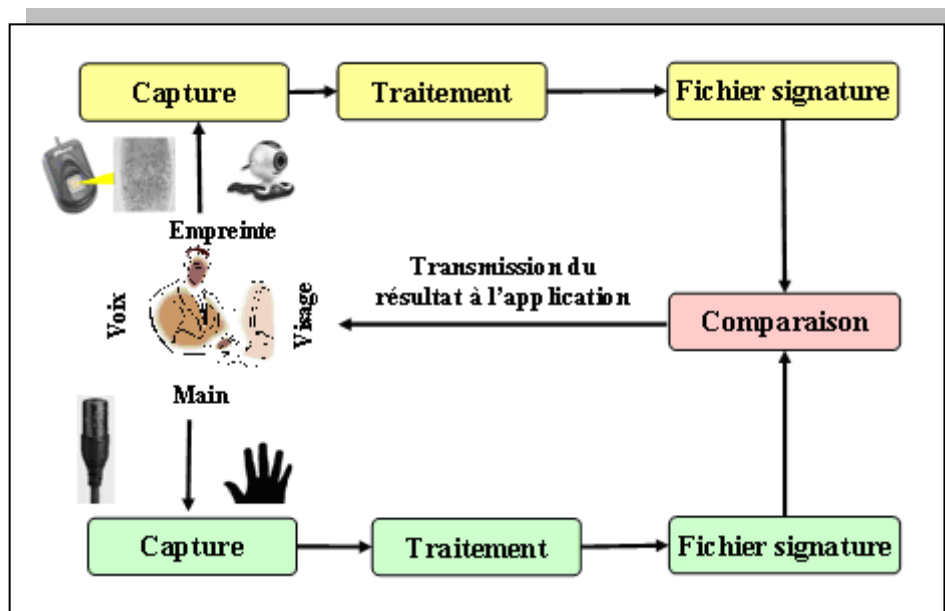 Capture
Traitement
Fichier signature
Empreinte
Voix
Visage
Main
Transmission du
résultat à l'application
Comparaison
Capture
Traitement
Fichier signature